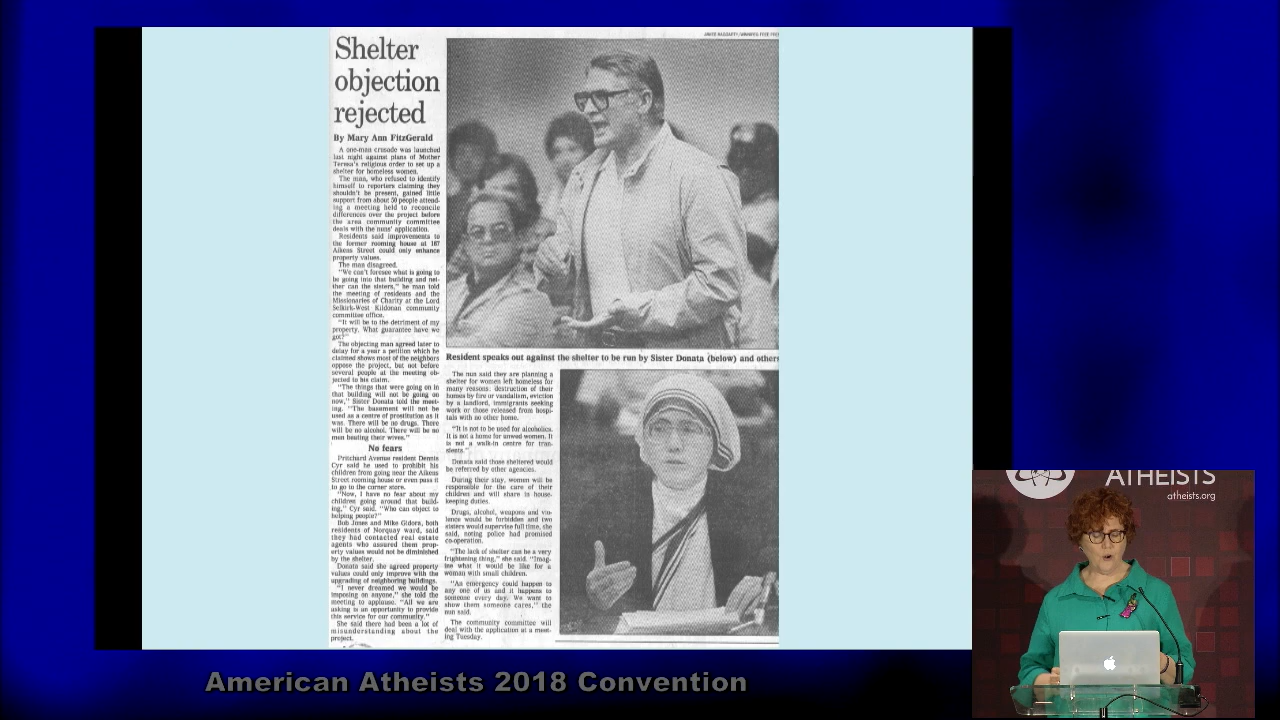 JANEK RAGGARTY/WINNIPEG FREE PRE
Shelter
objection
rejected
By Mary Ann FitzGerald
A one-man crusade was launched
last night against plans of Mother
Teresa's religious order to set up a
shelter for homeless women.
The man, who refused to identify
himself to reporters claiming they
shouldn't be present, gained little
support from about 50 people attend-
ing a meeting held to reconcile
differences over the project before
the area community committee
deals with the nuns' application.
Residents said improvements to
the former rooming house at 167
Aikens Street could only enhance
property values.
The man disagreed.
"We can't foresee what is going to
be going into that building and nei-
ther can the sisters," he man told
the meeting of residents and the
Missionaries of Charity at the Lord
Selkirk-West Kildonan community
committee office.
"It will be to the detriment of my
property. What guarantee have we
got?"
The objecting man agreed later to
delay for a year a petition which he
claimed shows most of the neighbors
oppose the project, but not before
several people at the meeting ob-
jected to his claim.
"The things that were going on in
that building will not be going on
now," Sister Donata told the meet-
ing. "The basement will not be
used as a centre of prostitution as it
was. There will be no drugs. There
will be no alcohol. There will be no
men beating their wives."
No fears
Pritchard Avenue resident Dennis
Cyr said he used to prohibit his
children from going near the Aikens
Street rooming house or even pass it
to go to the corner store.
"Now, I have no fear about my
children going around that build-
ing," Cyr said. "Who can object to
helping people?"
Bob Jones and Mike Gidora, both
residents of Norquay ward, said
they had contacted real estate
agents who assured them prop-
erty values would not be diminished
by the shelter.
Donata said she agreed property
values could only improve with the
upgrading of neighboring buildings.
"I never dreamed we would be
imposing on anyone," she told the
meeting to applause. "All we are
asking is an opportunity to provide
this service for our community."
She said there had been a lot of
misunderstanding about the
project.
Resident speaks out against the shelter to be run by Sister Donata (below) and others
The nun said they are planning a
shelter for women left homeless for
many reasons: destruction of their
homes by fire or vandalism, eviction
by a landlord, immigrants seeking
work or those released from hospi-
tals with no other home.
"It is not to be used for alcoholics.
It is not a home for unwed women. It
is not a walk-in centre for tran-
sients."
Donata said those sheltered would
be referred by other agencies.
During their stay, women will be
responsible for the care of their
children and will share in house-
keeping duties.
Drugs, alcohol, weapons and vio-
lence would be forbidden and two
sisters would supervise full time, she
said, noting police had promised
co-operation.
"The lack of shelter can be a very
frightening thing," she said. "Imag-
ine what it would be like for a
woman with small children.
"An emergency could happen to
any one of us and it happens to
someone every day. We want to
show them someone cares," the
nun said.
The community committee will
deal with the application at a meet-
ing Tuesday.
ATHEISTS
atheists.org
American Atheists 2018 Convention